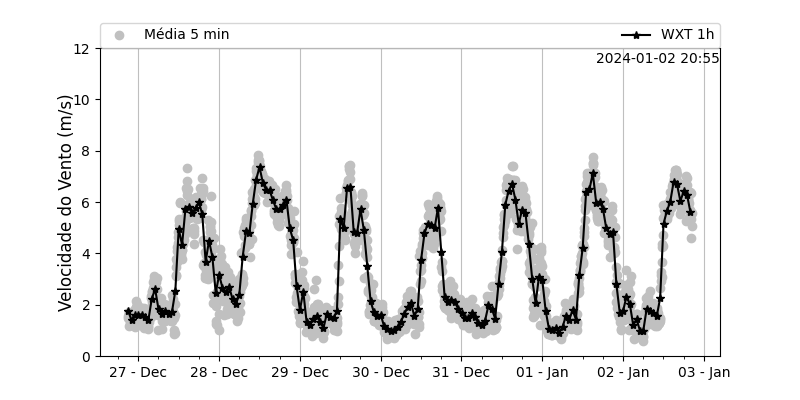 Média 5 min
WXT 1h
2024-01-02 20:55
Velocidade do Vento (m/s)
12
10
8
6
4
2
0
27 - Dec
28 - Dec
29 - Dec
30 - Dec
31 - Dec
01 - Jan
02 - Jan
03 - Jan